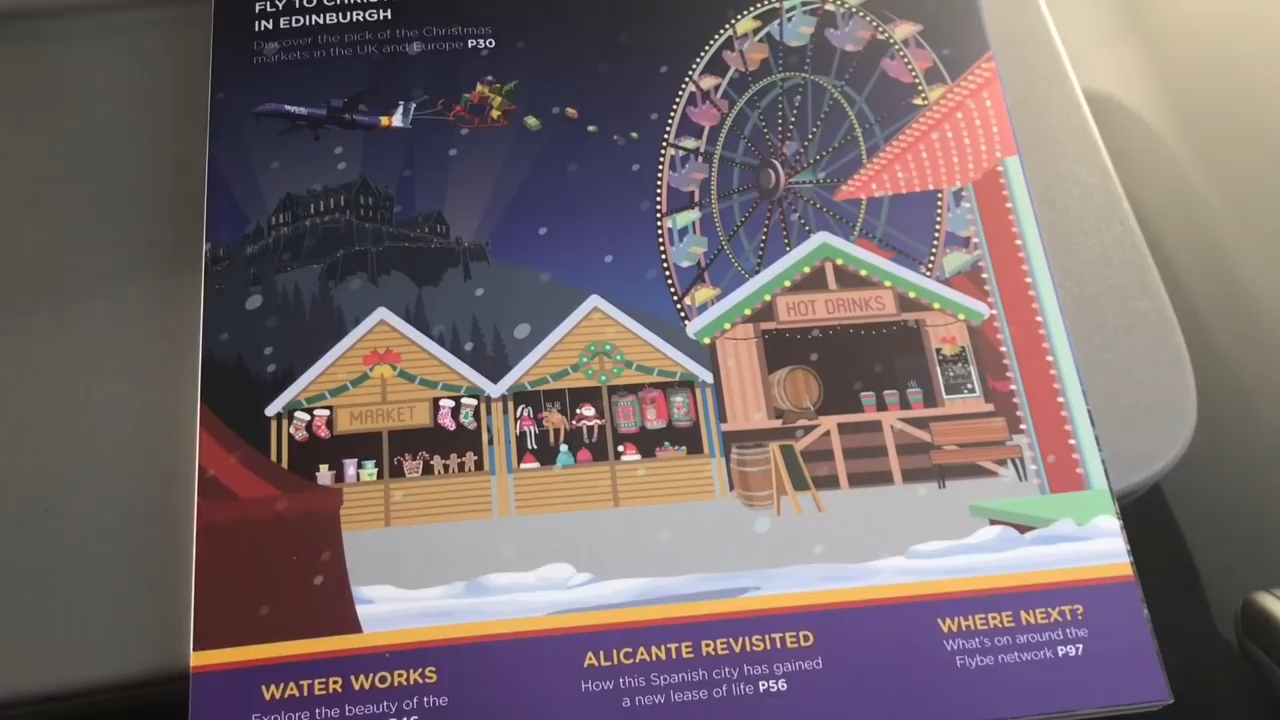 FLY TO
IN EDINBURGH
Discover the pick of the Christmas
markets in the UK and Europe P30
HOT DRINKS
MARKET
WATER WORKS
Explore the beauty of the
ALICANTE REVISITED
How this Spanish city has gained
a new lease of life P56
WHERE NEXT?
What's on around the
Flybe network P97